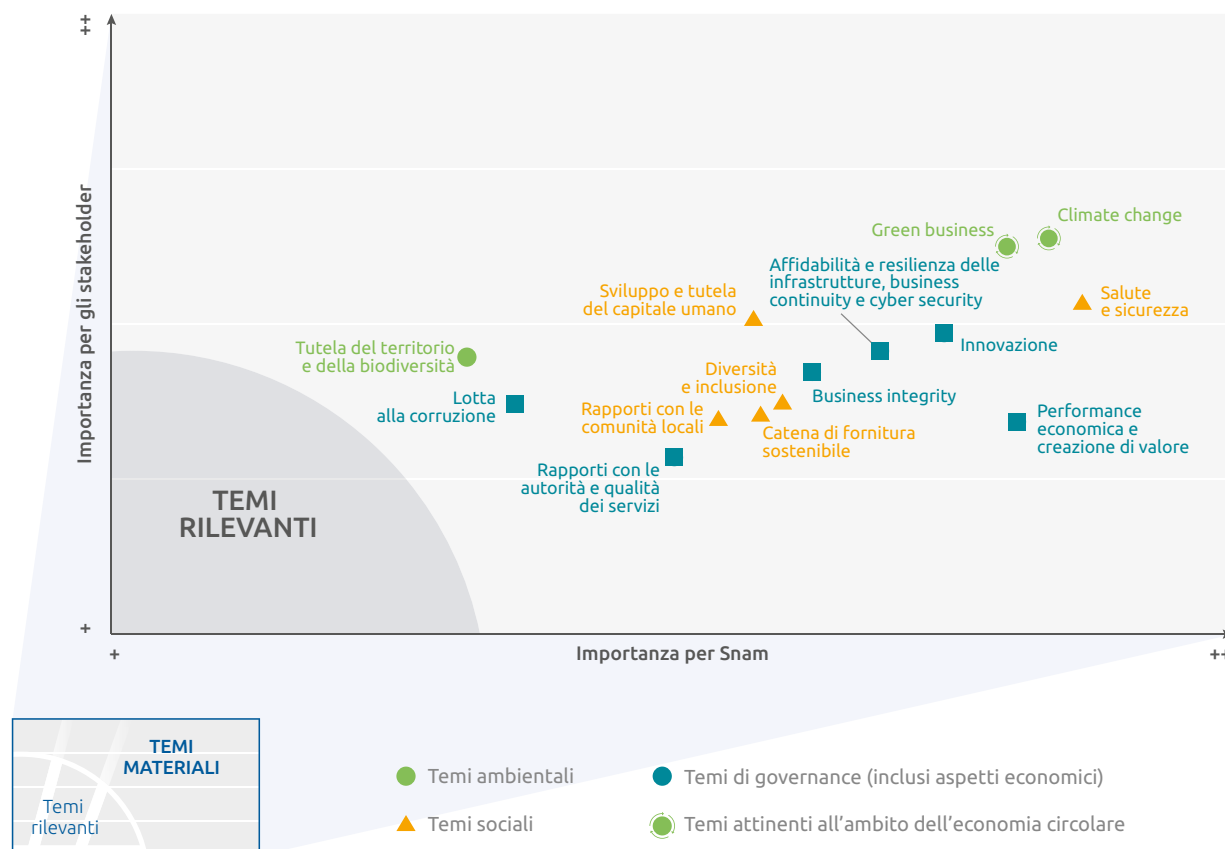 ++
Importanza per gli stakeholder
+
Climate change
Green business
Affidabilità e resilienza delle
infrastrutture, business
continuity e cyber security
Sviluppo e tutela
del capitale umano
Salute
e sicurezza
Innovazione
Tutela del territorio
e della biodiversità
Diversità
e inclusione
Business integrity
Lotta
alla corruzione
Rapporti con le
comunità locali
Catena di fornitura
sostenibile
Performance
economica e
creazione di valore
Rapporti con le
autorità e qualità
dei servizi
TEMI
RILEVANTI
+
Importanza per Snam
++
TEMI
MATERIALI
Temi
rilevanti
Temi ambientali
Temi di governance (inclusi aspetti economici)
Temi sociali
Temi attinenti all’ambito dell’economia circolare